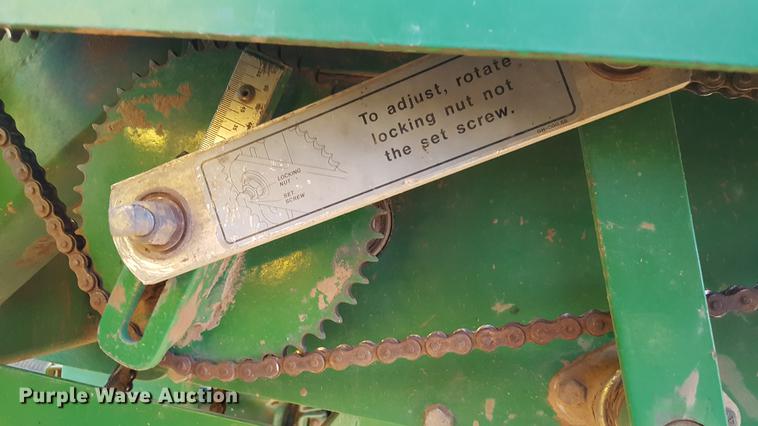 To adjust, rotate
locking nut not
the set screw.
LOCKING
NUT
SET
SCREW
Purple Wave Auction